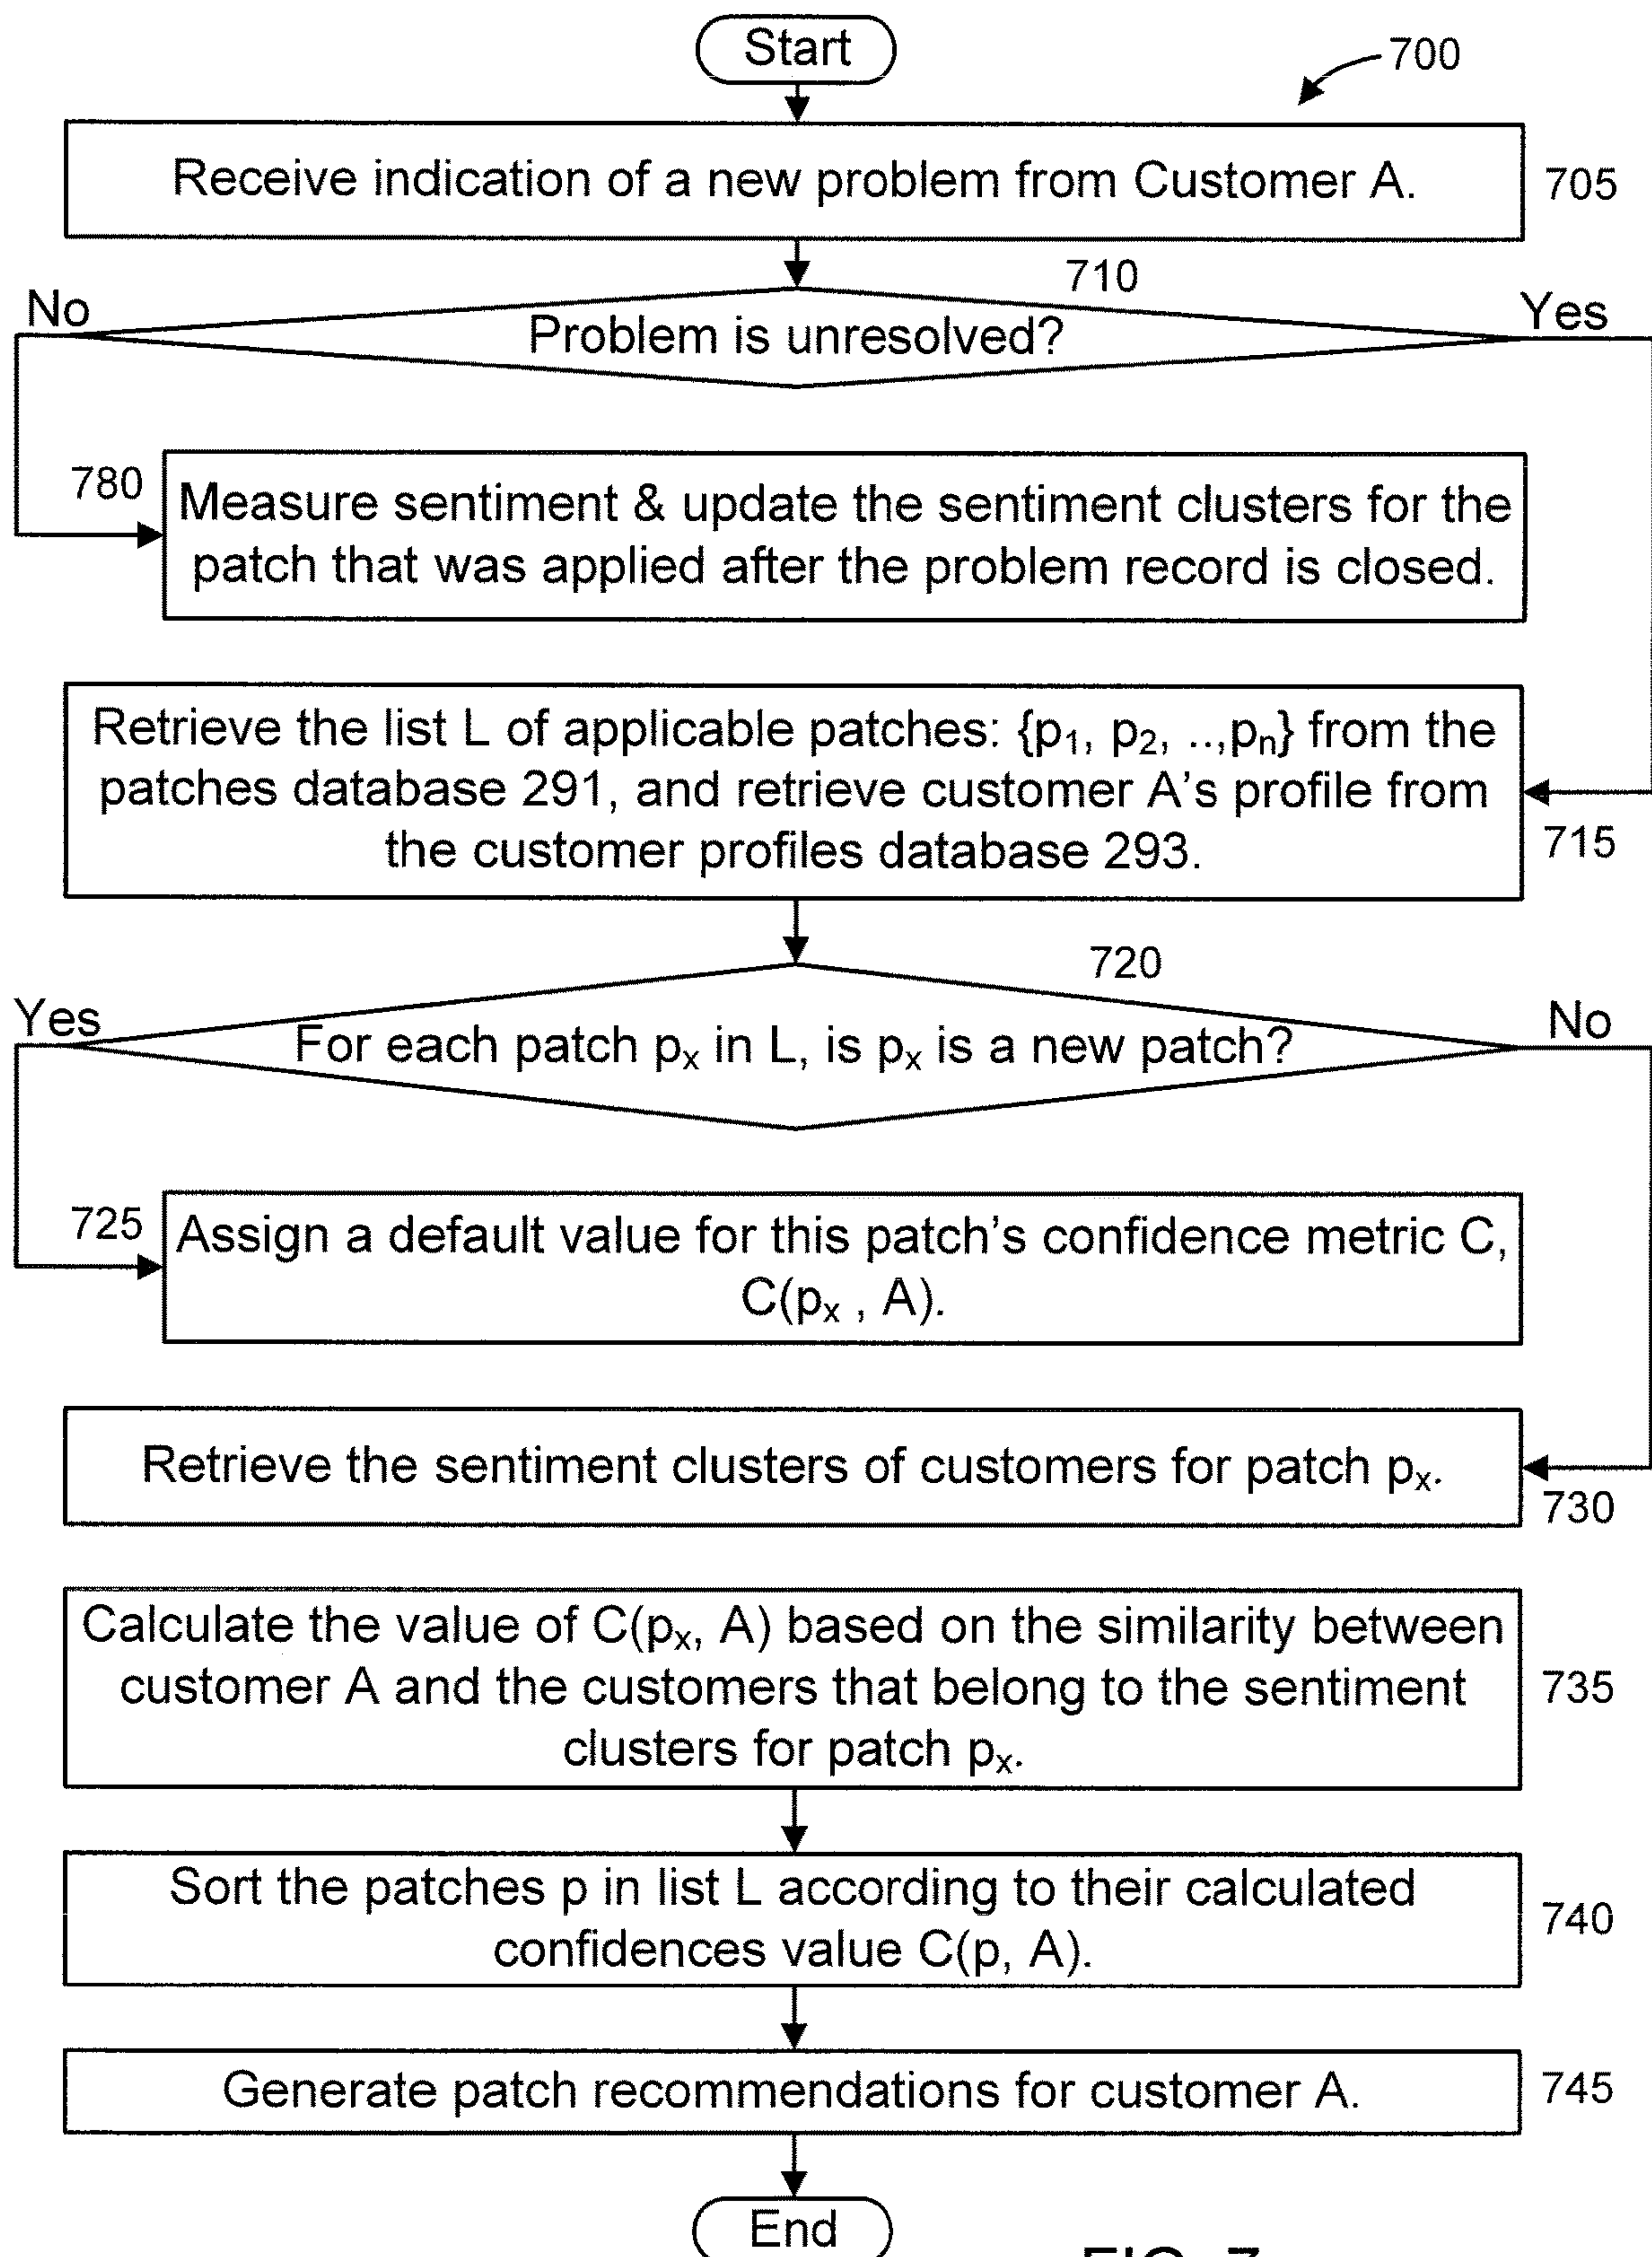 Start
700
Receive indication of a new problem from Customer A.
705
710
No
Yes
Problem is unresolved?
780
Measure sentiment & update the sentiment clusters for the
patch that was applied after the problem record is closed.
Retrieve the list L of applicable patches: {p₁, p₂, ..,pₙ} from the
patches database 291, and retrieve customer A's profile from
the customer profiles database 293.
715
720
Yes
No
For each patch pₓ in L, is pₓ is a new patch?
725
Assign a default value for this patch's confidence metric C,
C(pₓ , A).
Retrieve the sentiment clusters of customers for patch pₓ.
730
Calculate the value of C(pₓ, A) based on the similarity between
customer A and the customers that belong to the sentiment
clusters for patch pₓ.
735
Sort the patches p in list L according to their calculated
confidences value C(p, A).
740
Generate patch recommendations for customer A.
745
End